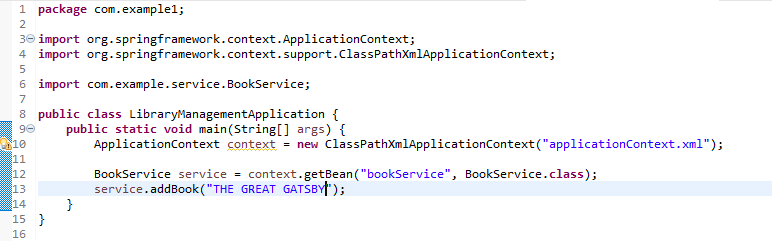 1 package com.example1;
2
3 import org.springframework.context.ApplicationContext;
4 import org.springframework.context.support.ClassPathXmlApplicationContext;
5
6 import com.example.service.BookService;
7
8 public class LibraryManagementApplication {
9     public static void main(String[] args) {
10         ApplicationContext context = new ClassPathXmlApplicationContext("applicationContext.xml");
11
12         BookService service = context.getBean("bookService", BookService.class);
13         service.addBook("THE GREAT GATSBY");
14     }
15 }
16